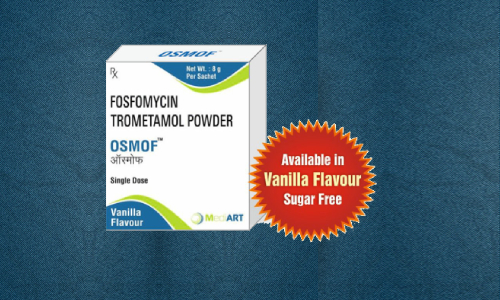 OSMOF
Rx
Net Wt. : 8 g
Per Sachet
FOSFOMYCIN
TROMETAMOL POWDER
OSMOF™
ऑस्मोफ
Single Dose
Vanilla
Flavour
MediART
Available in
Vanilla Flavour
Sugar Free